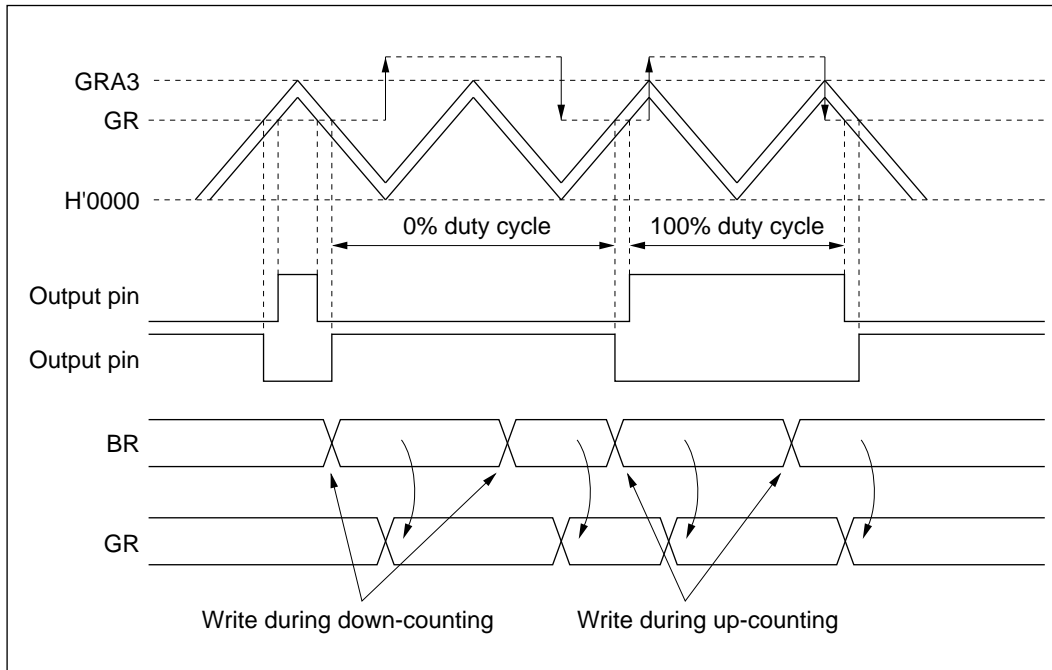 GRA3
GR
H'0000
0% duty cycle
100% duty cycle
Output pin
Output pin
BR
GR
Write during down-counting
Write during up-counting